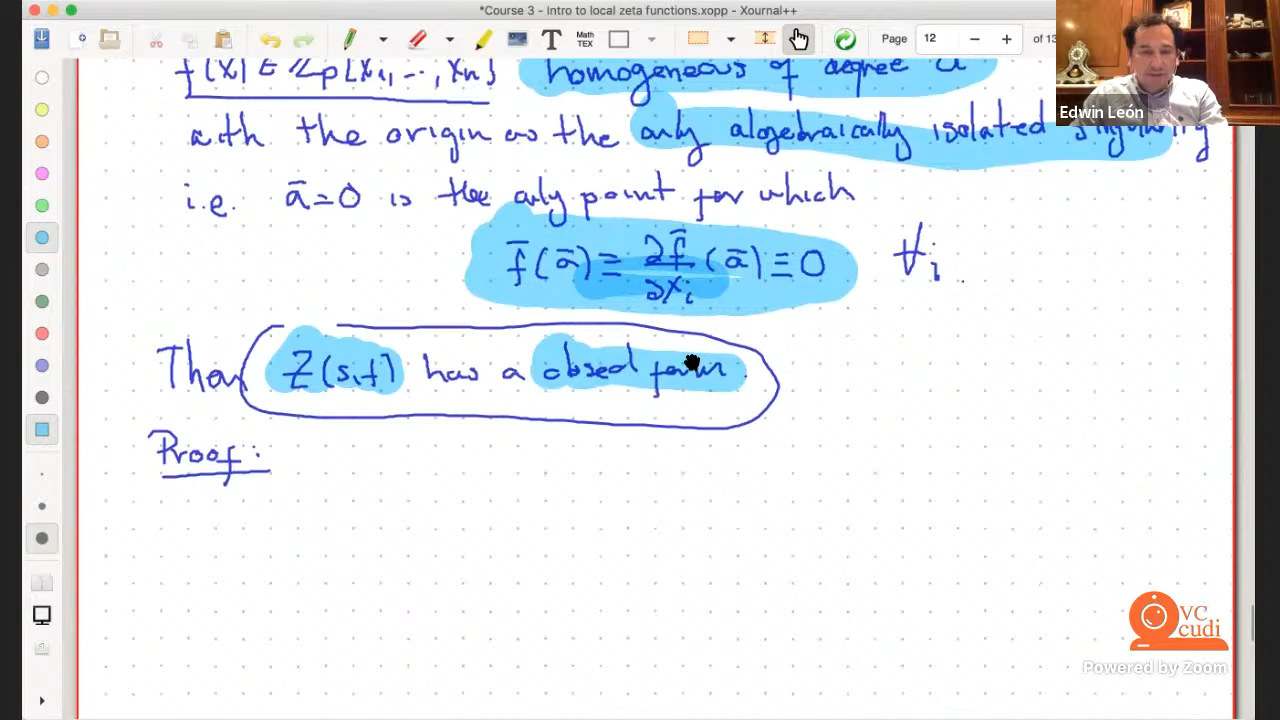 *Course 3 - Intro to local zeta functions.xopp - Xournal++
Math TEX
Page 12 of 13
f(x) ∈ Zp[x1, ..., xn] homogeneous of degree d
with the origin as the only algebraically isolated singularity
i.e. ā=0 is the only point for which
f̄(ā) ≡ ∂f̄/∂xi (ā) ≡ 0 ∀i
Then Z(s,f) has a closed form.
Proof:
Edwin León
VC
cudi
Powered by Zoom